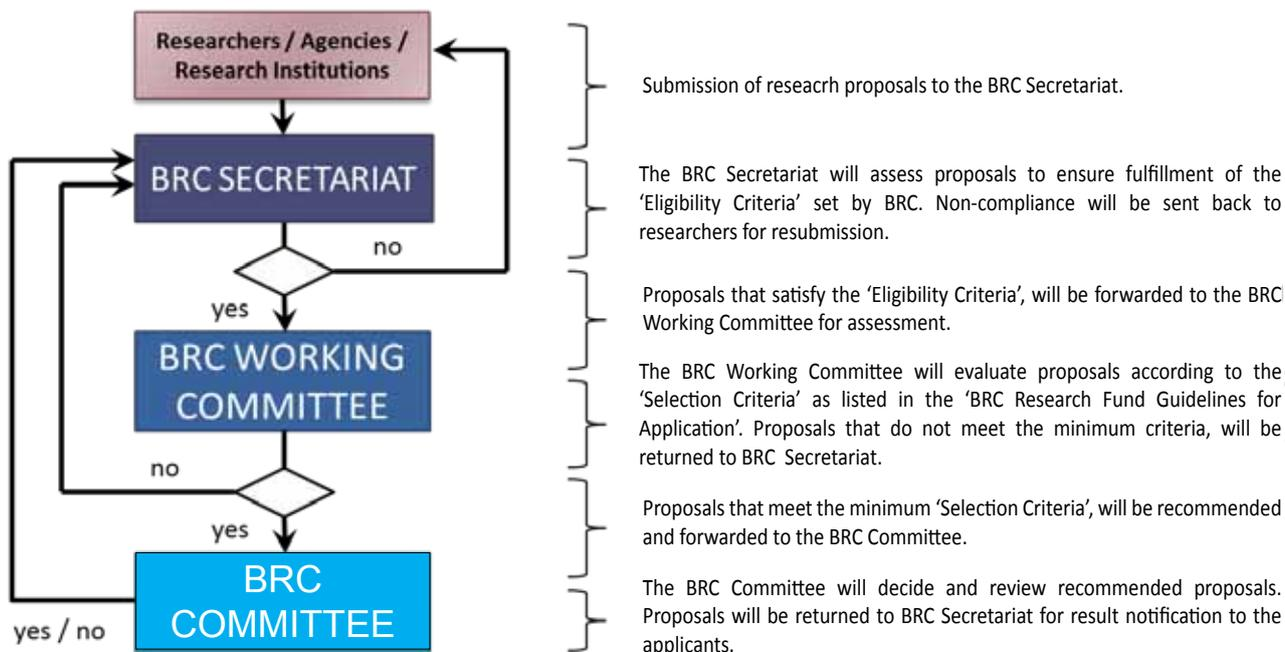 Researchers / Agencies /
Research Institutions
Submission of reseacrh proposals to the BRC Secretariat.
BRC SECRETARIAT
The BRC Secretariat will assess proposals to ensure fulfillment of the
‘Eligibility Criteria’ set by BRC. Non-compliance will be sent back to
researchers for resubmission.
no
yes
Proposals that satisfy the ‘Eligibility Criteria’, will be forwarded to the BRC
Working Committee for assessment.
BRC WORKING
COMMITTEE
The BRC Working Committee will evaluate proposals according to the
‘Selection Criteria’ as listed in the ‘BRC Research Fund Guidelines for
Application’. Proposals that do not meet the minimum criteria, will be
returned to BRC Secretariat.
no
yes
Proposals that meet the minimum ‘Selection Criteria’, will be recommended
and forwarded to the BRC Committee.
BRC
COMMITTEE
yes / no
The BRC Committee will decide and review recommended proposals.
Proposals will be returned to BRC Secretariat for result notification to the
applicants.